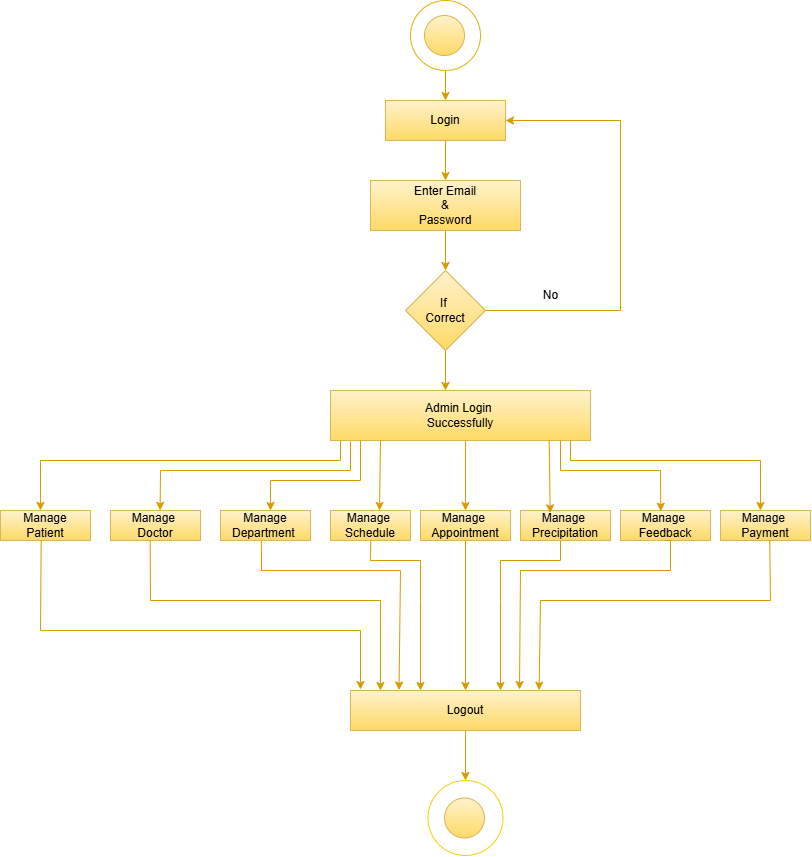 Login
Enter Email
&
Password
If
Correct
No
Admin Login
Successfully
Manage
Patient
Manage
Doctor
Manage
Department
Manage
Schedule
Manage
Appointment
Manage
Precipitation
Manage
Feedback
Manage
Payment
Logout